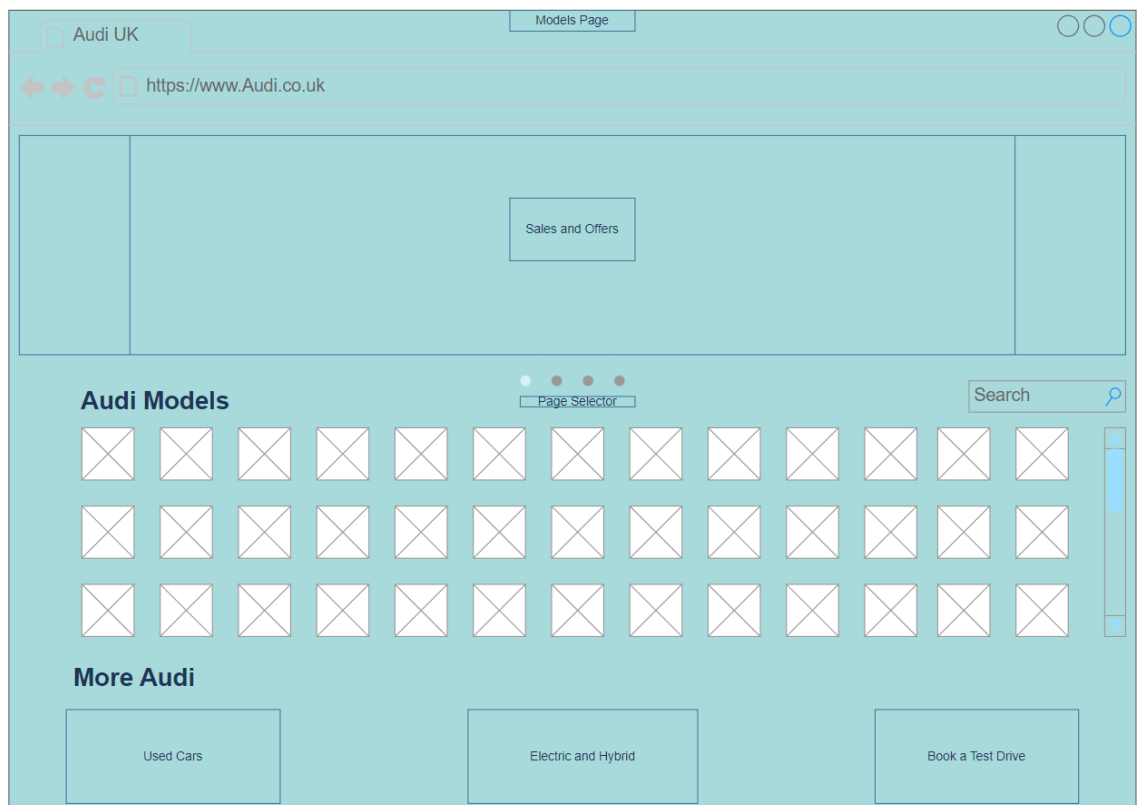 Models Page
Audi UK
https://www.Audi.co.uk
Sales and Offers
Audi Models
Page Selector
Search
More Audi
Used Cars
Electric and Hybrid
Book a Test Drive